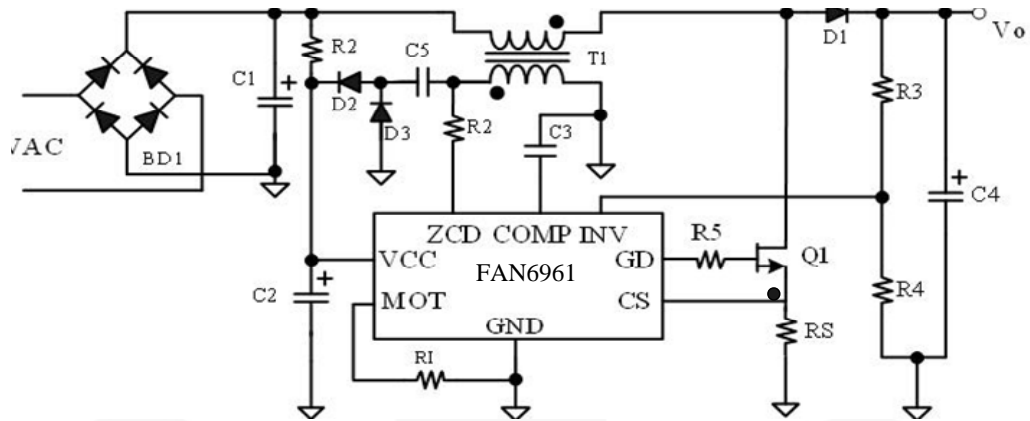 Vo
D1
R2
C5
T1
C1
+
R3
D2
D3
R2
C3
VAC
BD1
+
C4
ZCD COMP INV
R5
VCC
FAN6961
GD
Q1
+
C2
MOT
CS
R4
GND
RS
RI